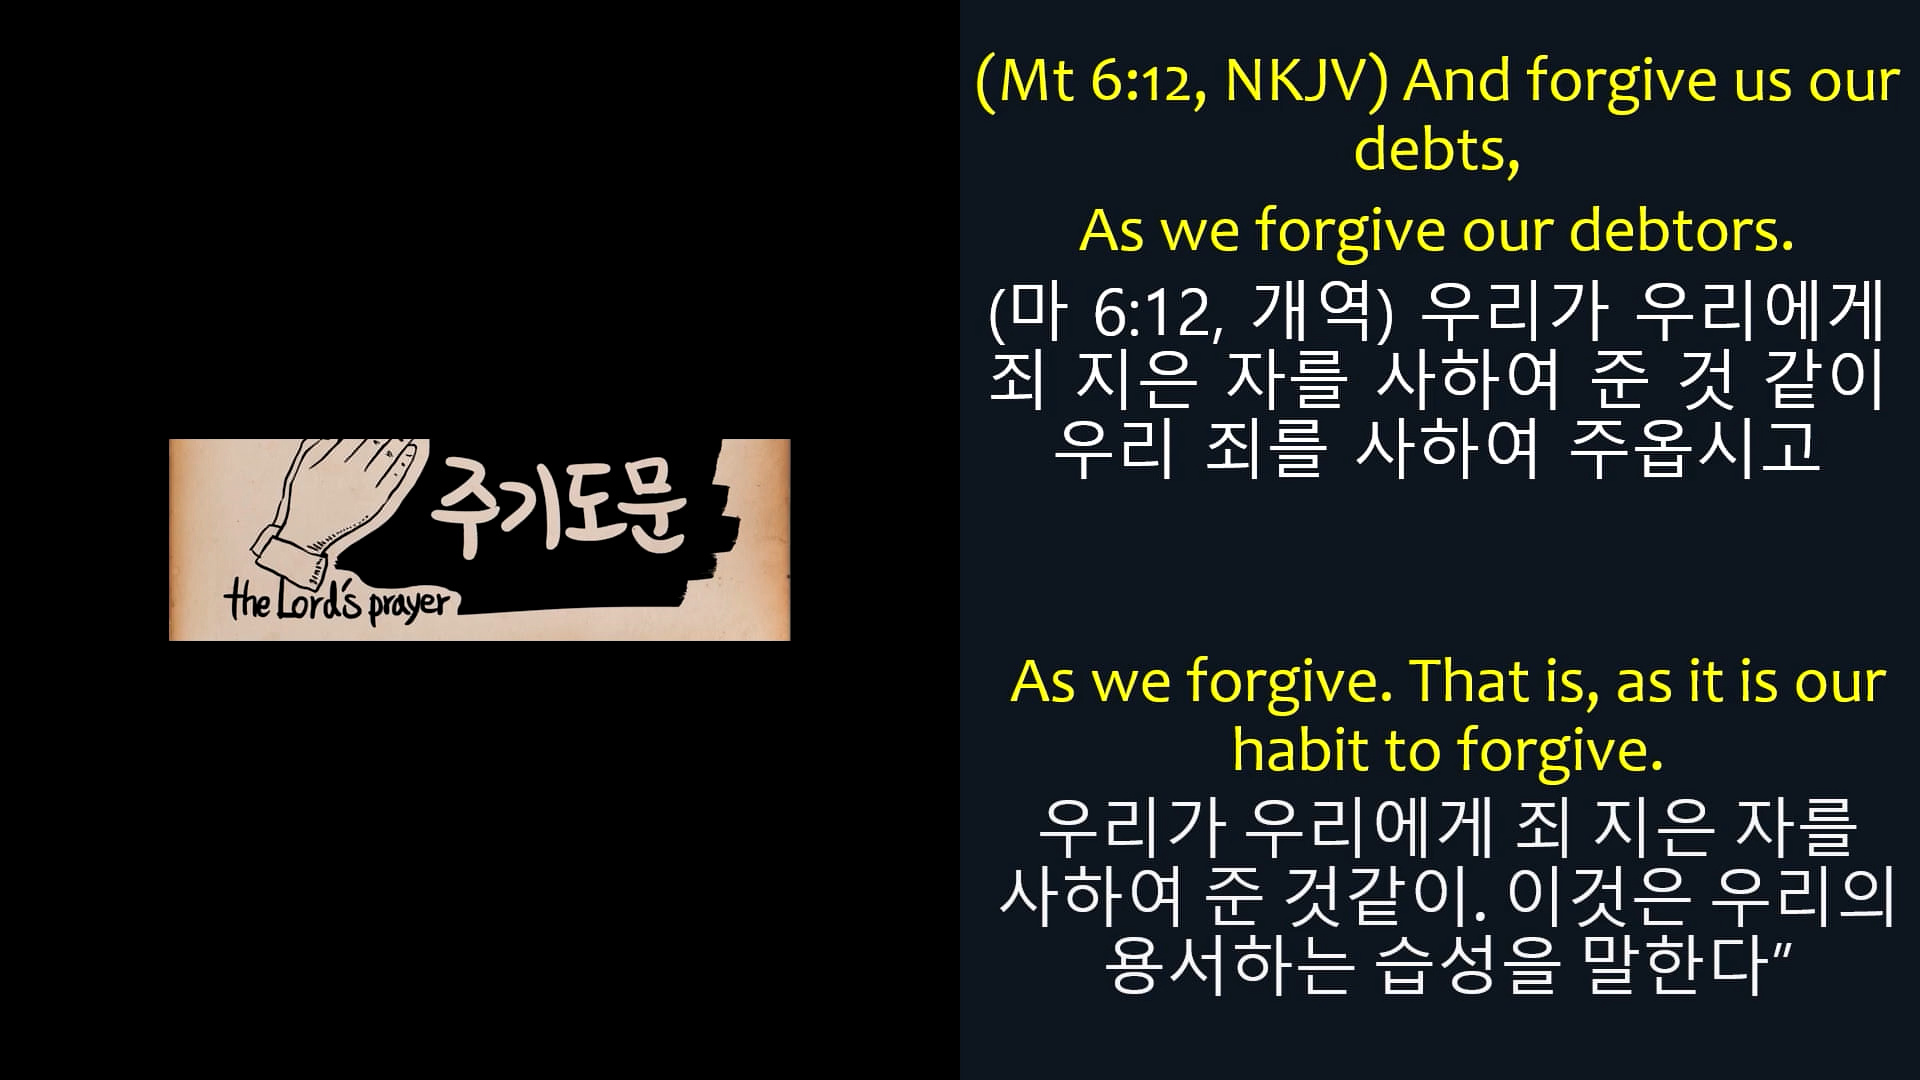 주기도문
the Lord's prayer
(Mt 6:12, NKJV) And forgive us our
debts,
As we forgive our debtors.
(마 6:12, 개역) 우리가 우리에게
죄 지은 자를 사하여 준 것 같이
우리 죄를 사하여 주옵시고
As we forgive. That is, as it is our
habit to forgive.
우리가 우리에게 죄 지은 자를
사하여 준 것같이. 이것은 우리의
용서하는 습성을 말한다”